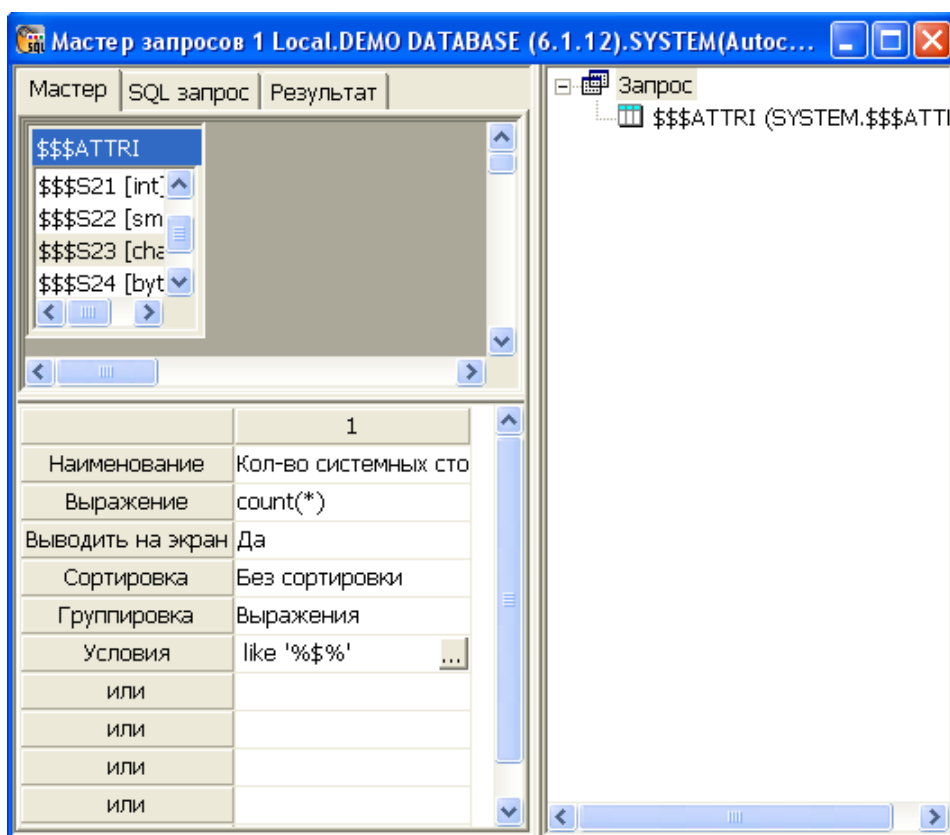 Мастер запросов 1 Local.DEMO DATABASE (6.1.12).SYSTEM(Autoc...
Мастер SQL запрос Результат
$$$ATTRI
$$$S21 [int]
$$$S22 [sm
$$$S23 [cha
$$$S24 [byt
Запрос
$$$ATTRI (SYSTEM.$$$ATTI
1
Наименование Кол-во системных сто
Выражение count(*)
Выводить на экран Да
Сортировка Без сортировки
Группировка Выражения
Условия like '%$%' ...
или
или
или
или